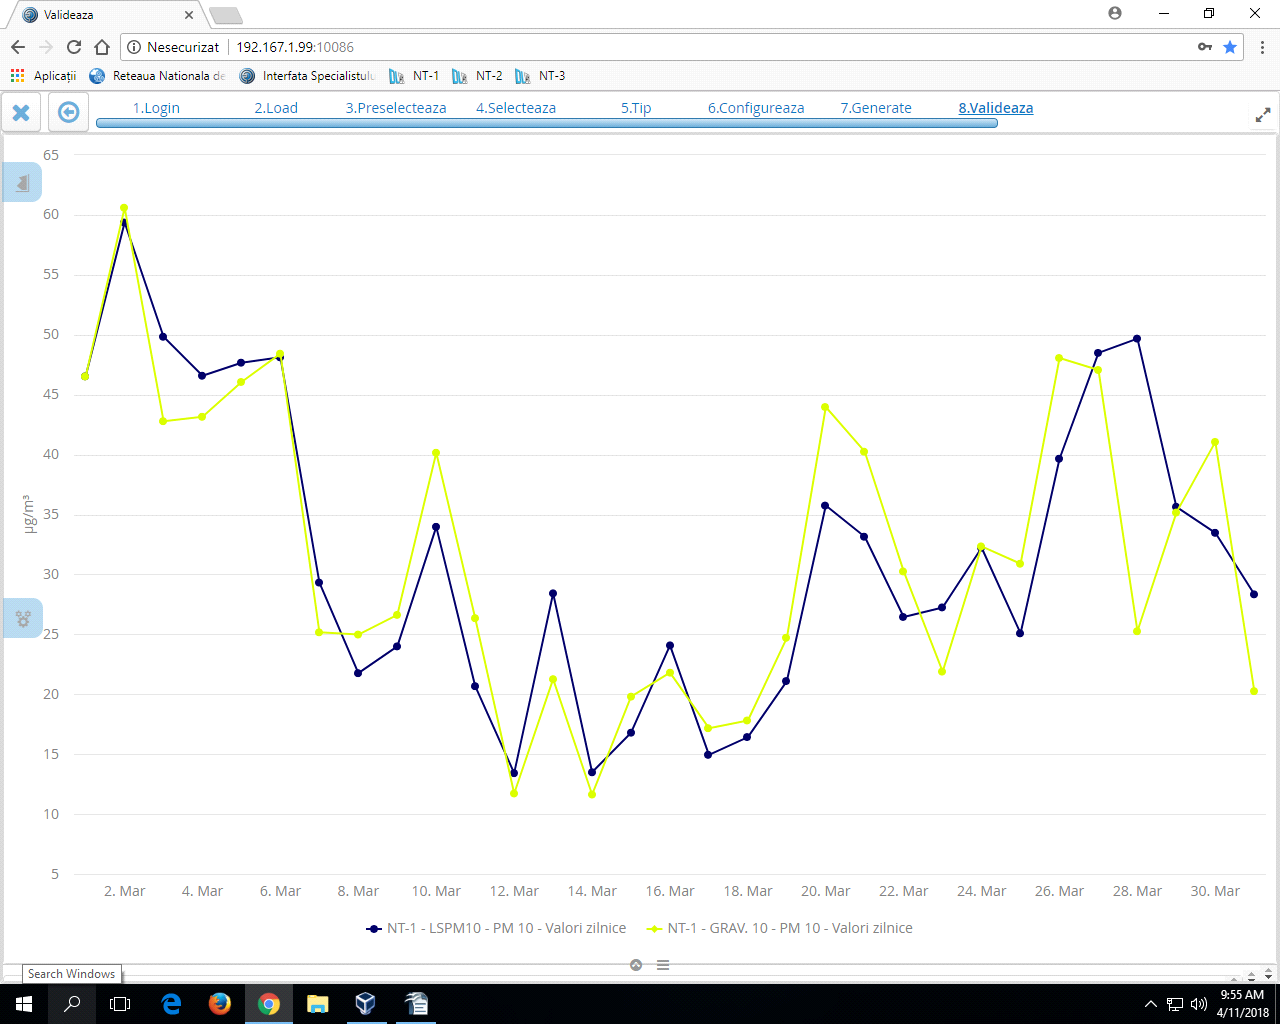 Valideaza
Nesecurizat 192.167.1.99:10086
Aplicații Reteaua Nationala de Interfata Specialistulu NT-1 NT-2 NT-3
1.Login 2.Load 3.Preselecteaza 4.Selecteaza 5.Tip 6.Configureaza 7.Generate 8.Valideaza
65
60
55
50
45
40
35
µg/m³
30
25
20
15
10
5
2. Mar 4. Mar 6. Mar 8. Mar 10. Mar 12. Mar 14. Mar 16. Mar 18. Mar 20. Mar 22. Mar 24. Mar 26. Mar 28. Mar 30. Mar
NT-1 - LSPM10 - PM 10 - Valori zilnice NT-1 - GRAV. 10 - PM 10 - Valori zilnice
Search Windows
9:55 AM
4/11/2018